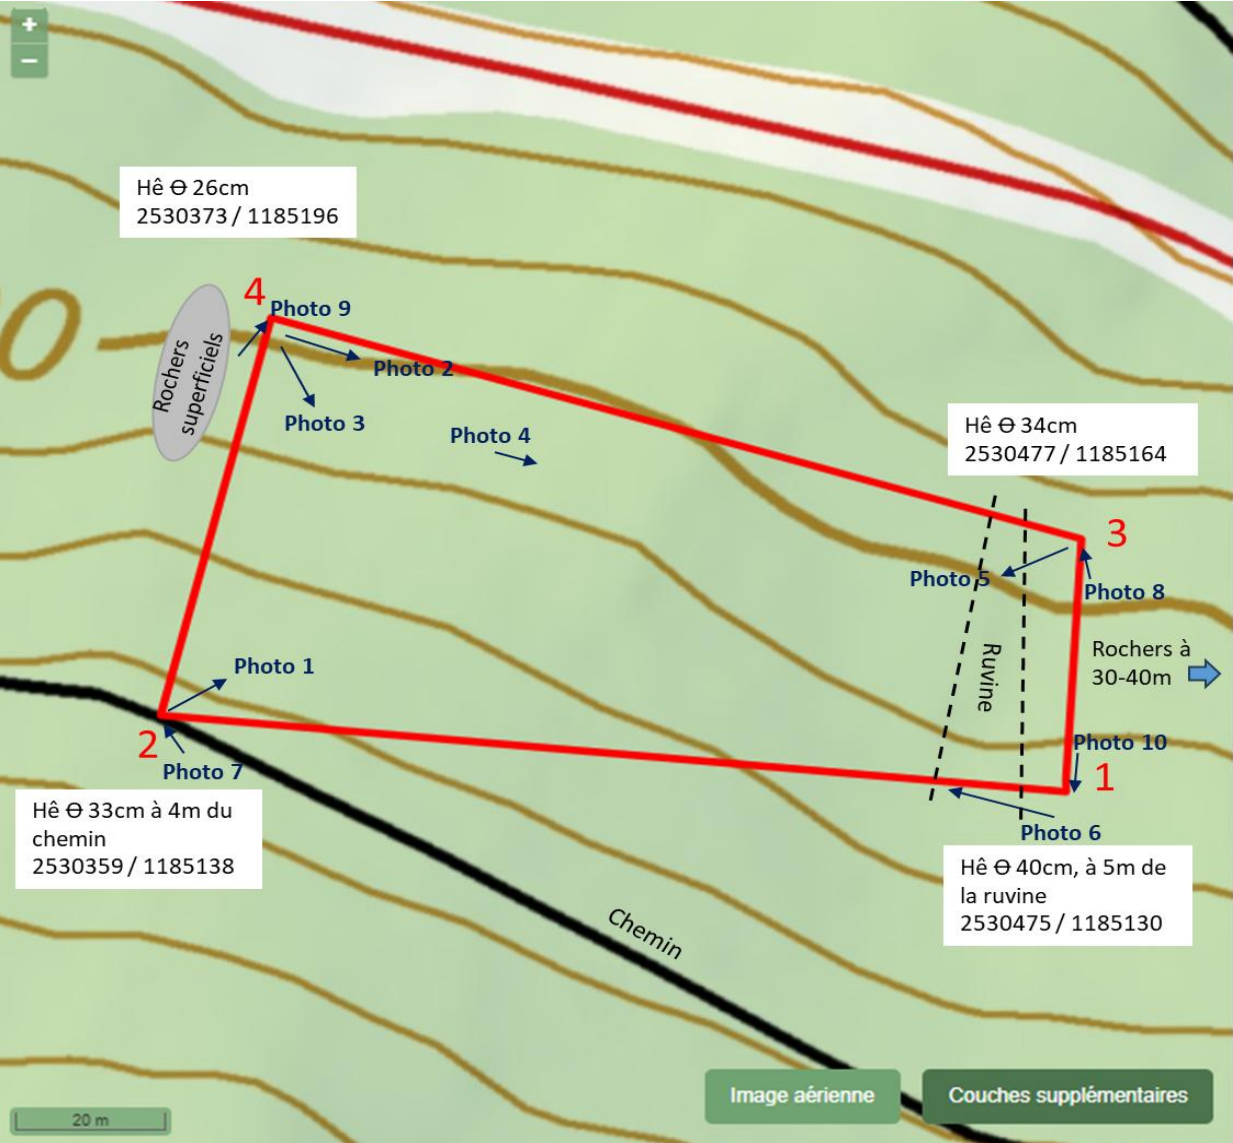 +
−
Hê Ɵ 26cm
2530373 / 1185196
4
Photo 9
0
Rochers
superficiels
Photo 2
Photo 3
Photo 4
Hê Ɵ 34cm
2530477 / 1185164
3
Photo 5
Photo 8
Ruvine
Rochers à
30-40m
Photo 1
2
Photo 7
Photo 10
1
Photo 6
Hê Ɵ 33cm à 4m du
chemin
2530359 / 1185138
Hê Ɵ 40cm, à 5m de
la ruvine
2530475 / 1185130
Chemin
Image aérienne
Couches supplémentaires
20 m